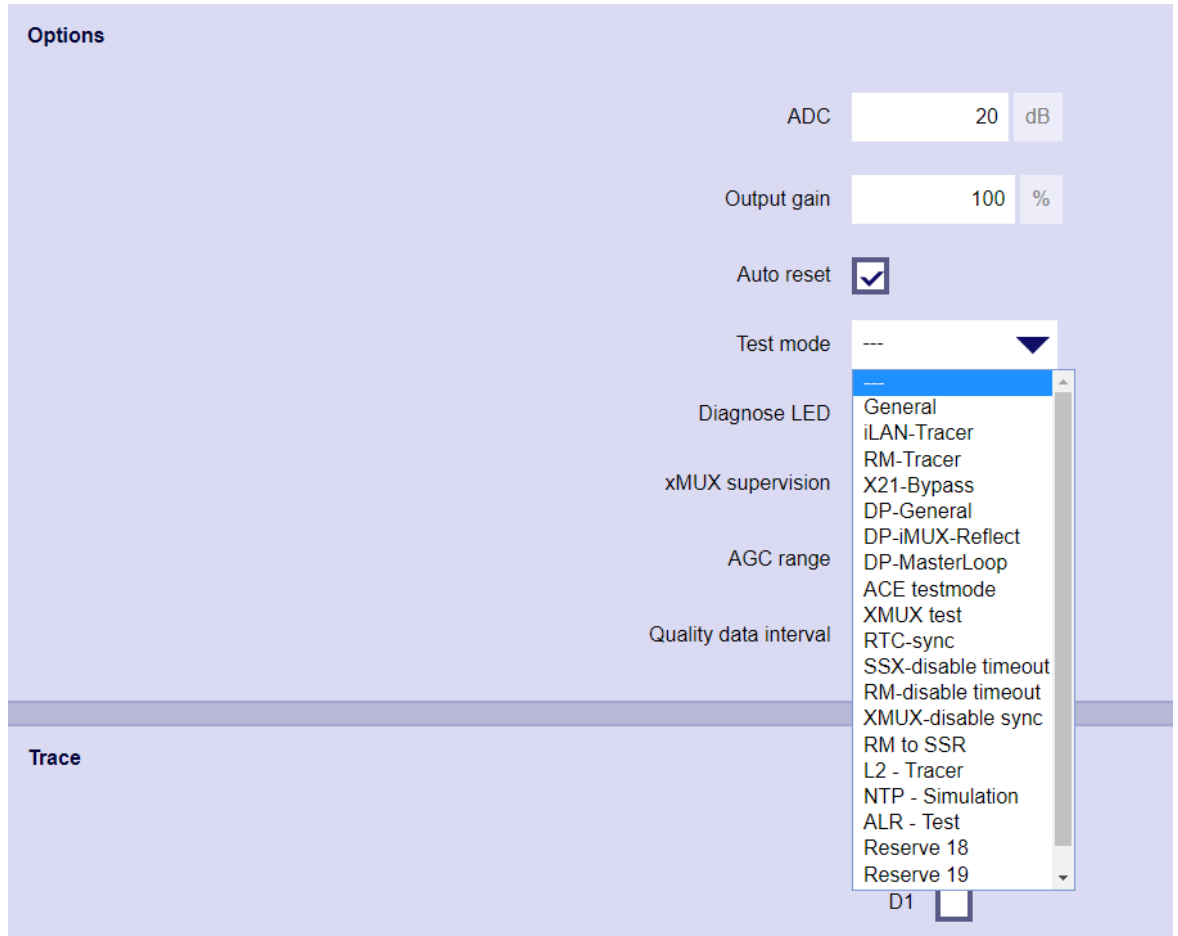 Options
ADC 20 dB
Output gain 100 %
Auto reset
Test mode ---
---
General
iLAN-Tracer
RM-Tracer
X21-Bypass
DP-General
DP-iMUX-Reflect
DP-MasterLoop
ACE testmode
XMUX test
RTC-sync
SSX-disable timeout
RM-disable timeout
XMUX-disable sync
RM to SSR
L2 - Tracer
NTP - Simulation
ALR - Test
Reserve 18
Reserve 19
Diagnose LED
xMUX supervision
AGC range
Quality data interval
Trace
D1